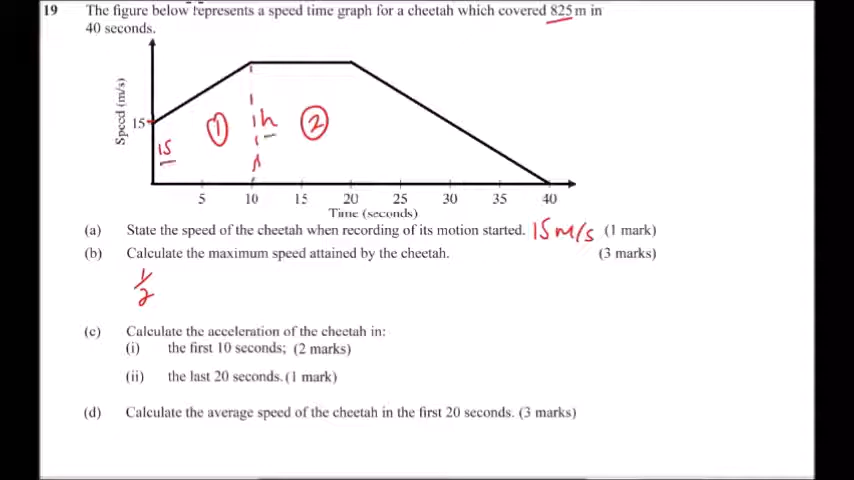 19 The figure below represents a speed time graph for a cheetah which covered 825 m in
40 seconds.
Speed (m/s)
15
15
1
h
2
5 10 15 20 25 30 35 40
Time (seconds)
(a) State the speed of the cheetah when recording of its motion started. 15 m/s (1 mark)
(b) Calculate the maximum speed attained by the cheetah. (3 marks)
1/2
(c) Calculate the acceleration of the cheetah in:
(i) the first 10 seconds; (2 marks)
(ii) the last 20 seconds. (1 mark)
(d) Calculate the average speed of the cheetah in the first 20 seconds. (3 marks)